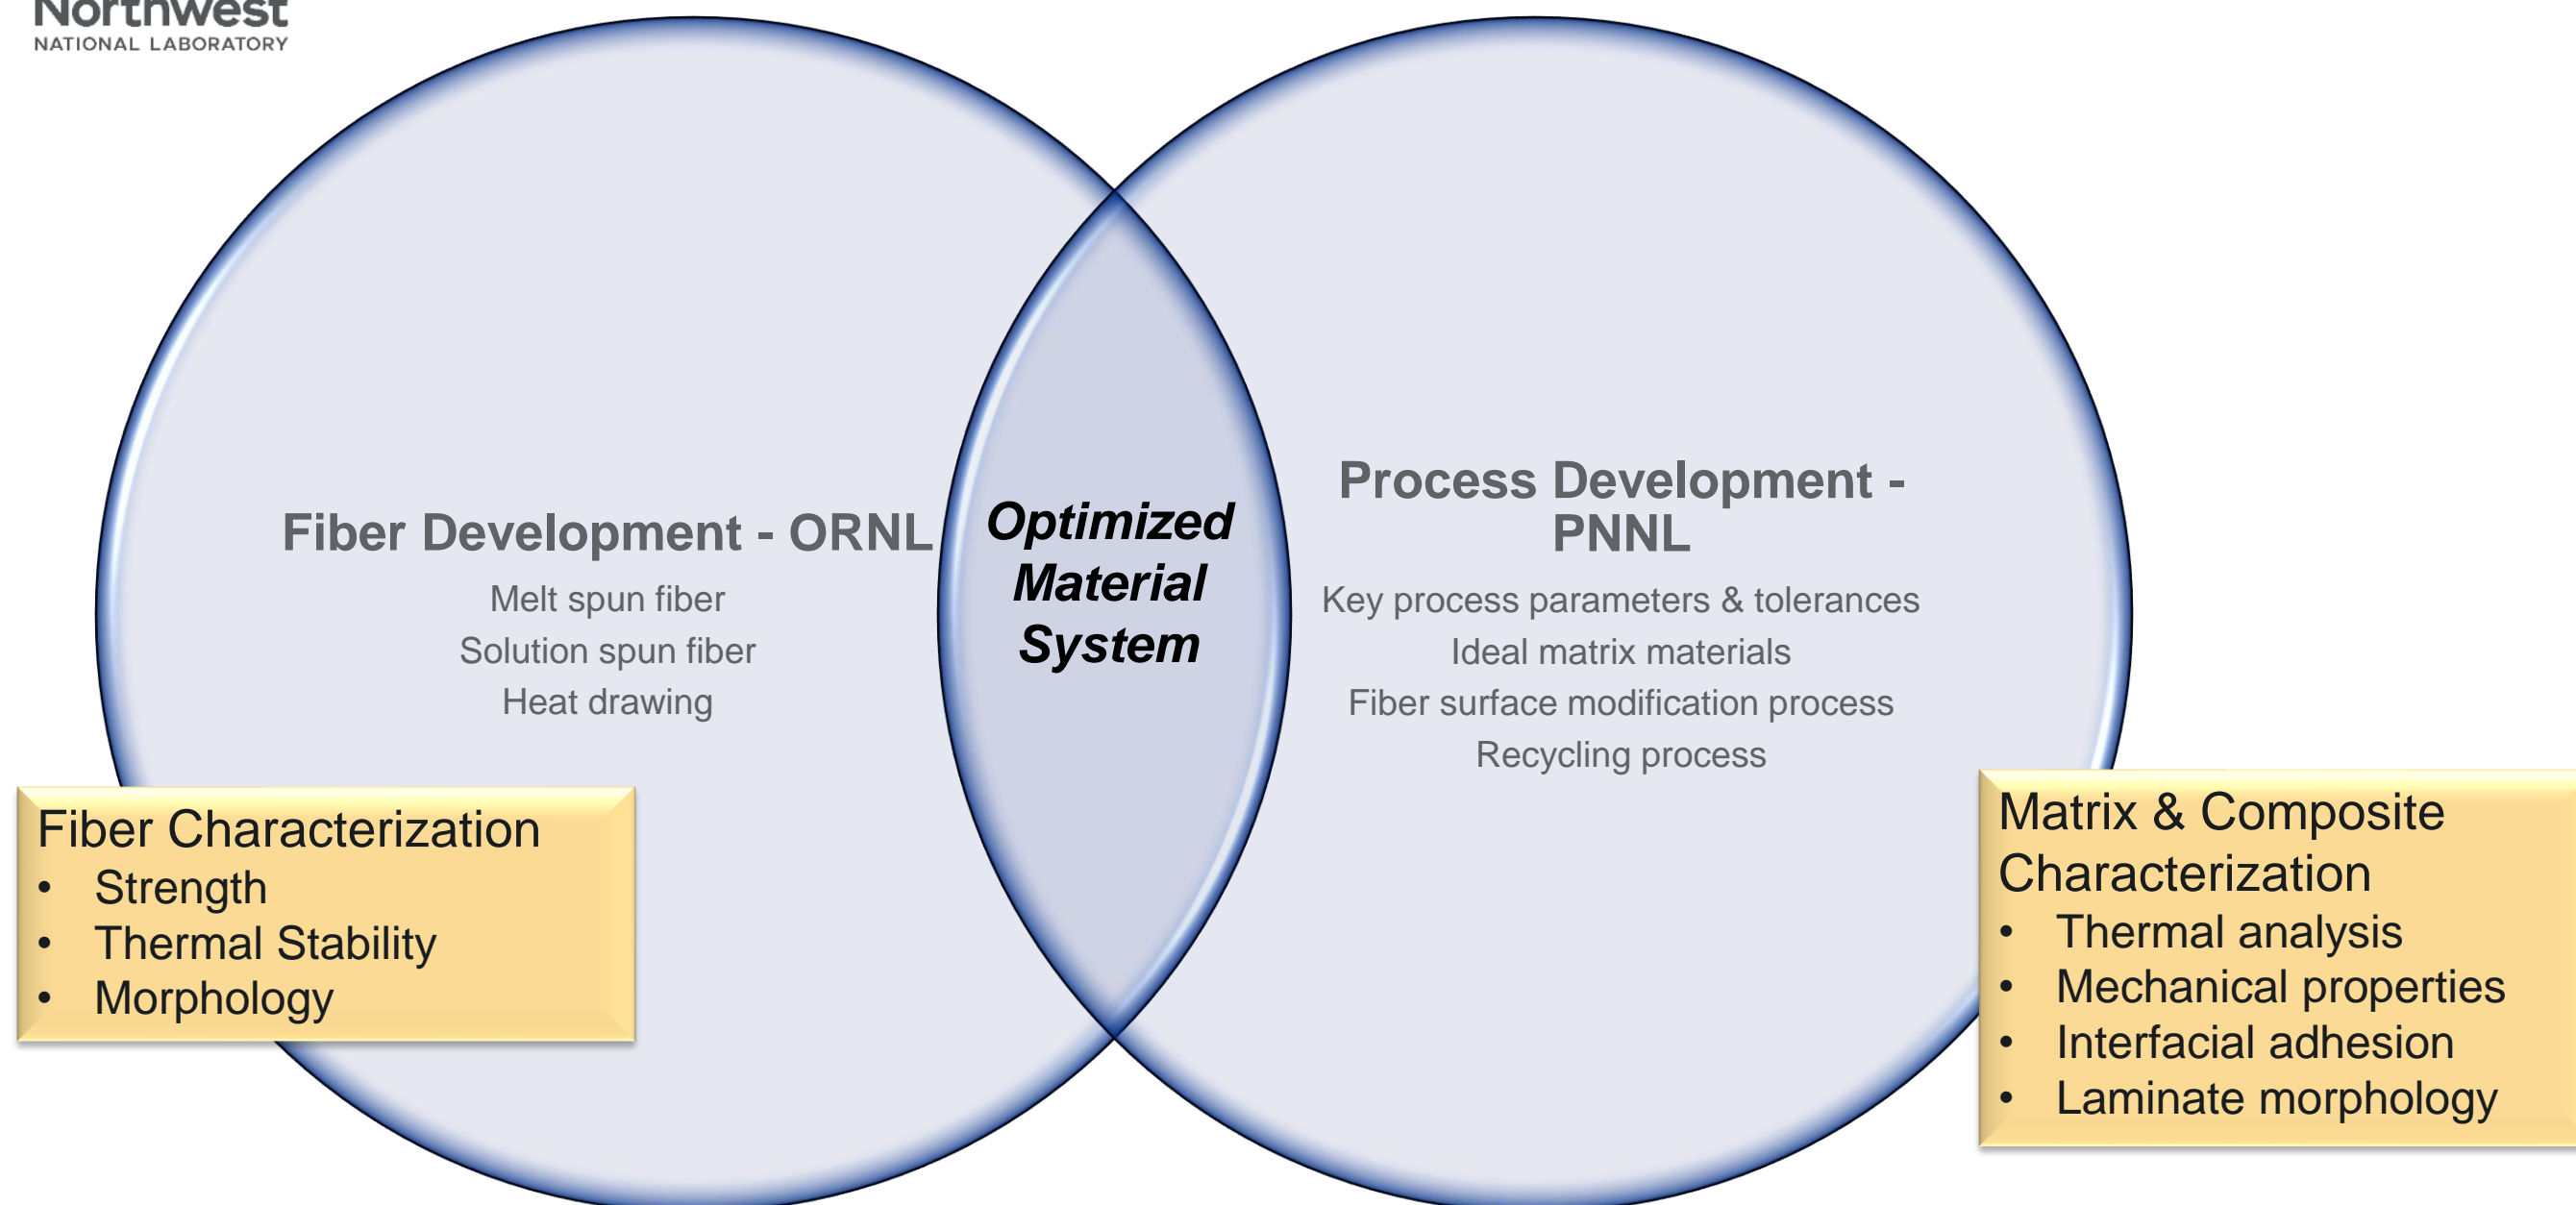 Northwest
NATIONAL LABORATORY
Fiber Development - ORNL
Melt spun fiber
Solution spun fiber
Heat drawing
Optimized
Material
System
Process Development -
PNNL
Key process parameters & tolerances
Ideal matrix materials
Fiber surface modification process
Recycling process
Fiber Characterization
• Strength
• Thermal Stability
• Morphology
Matrix & Composite
Characterization
• Thermal analysis
• Mechanical properties
• Interfacial adhesion
• Laminate morphology